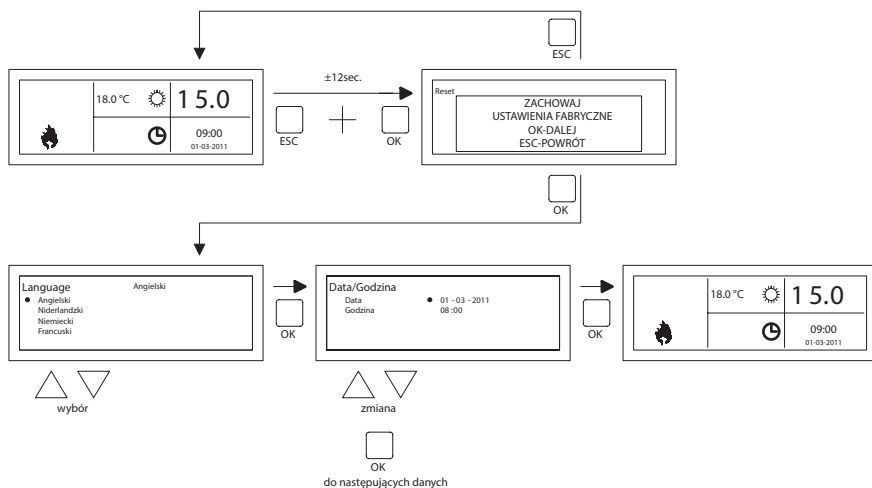 ESC
±12sec.
18.0 °C 15.0
09:00
01-03-2011
ESC
OK
Reset
ZACHOWAJ
USTAWIENIA FABRYCZNE
OK-DALEJ
ESC-POWRÓT
OK
Language Angielski
Angielski
Niderlandzki
Niemiecki
Francuski
OK
Data/Godzina
Data 01 - 03 - 2011
Godzina 08 :00
OK
18.0 °C 15.0
09:00
01-03-2011
wybór
zmiana
OK
do następujących danych